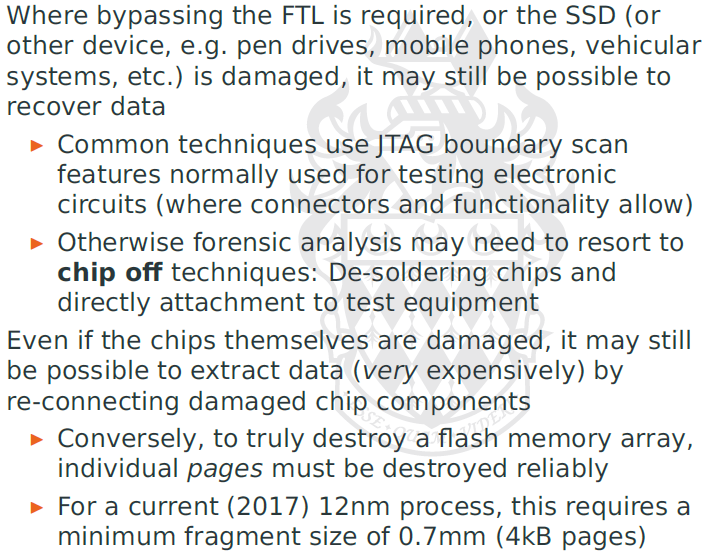 Where bypassing the FTL is required, or the SSD (or
other device, e.g. pen drives, mobile phones, vehicular
systems, etc.) is damaged, it may still be possible to
recover data
▶ Common techniques use JTAG boundary scan
features normally used for testing electronic
circuits (where connectors and functionality allow)
▶ Otherwise forensic analysis may need to resort to
chip off techniques: De-soldering chips and
directly attachment to test equipment
Even if the chips themselves are damaged, it may still
be possible to extract data (very expensively) by
re-connecting damaged chip components
▶ Conversely, to truly destroy a flash memory array,
individual pages must be destroyed reliably
▶ For a current (2017) 12nm process, this requires a
minimum fragment size of 0.7mm (4kB pages)